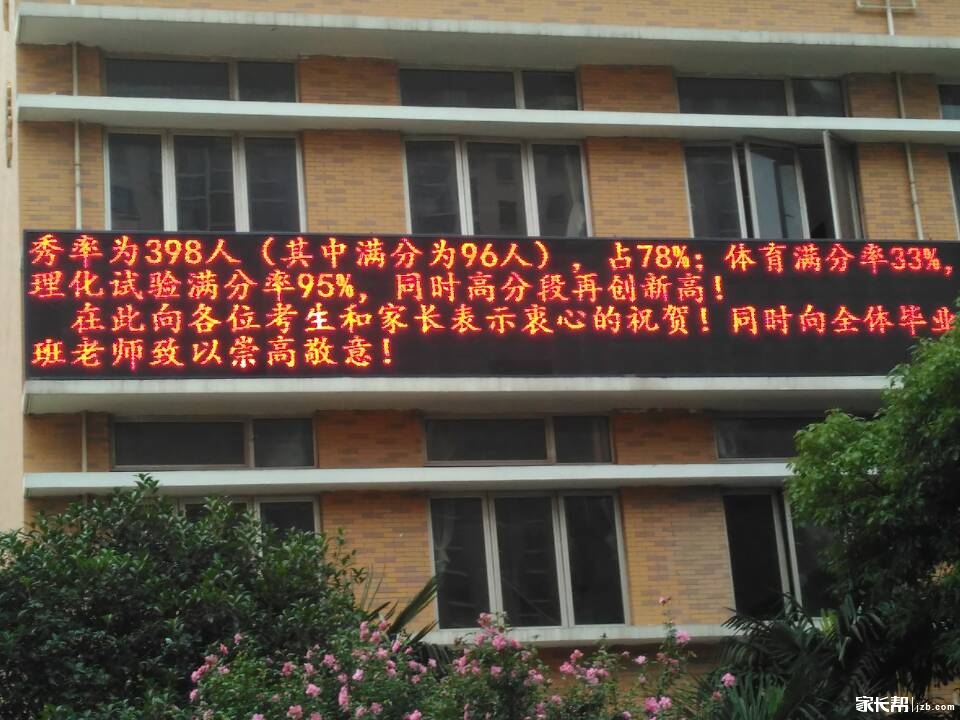 秀率为398人（其中满分为96人），占78%；体育满分率33%，
理化试验满分率95%，同时高分段再创新高！
在此向各位考生和家长表示衷心的祝贺！同时向全体毕业
班老师致以崇高敬意！
家长帮 jzb.com